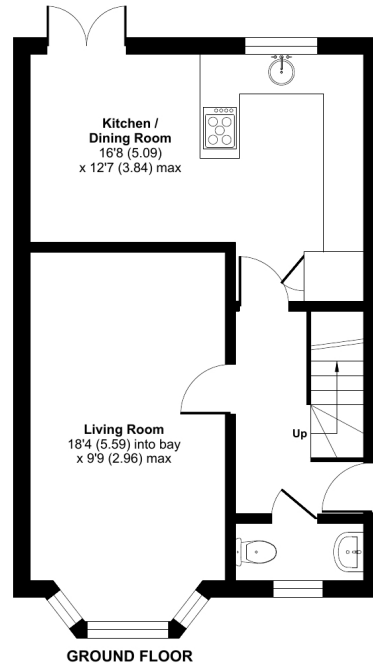 Kitchen /
Dining Room
16'8 (5.09)
x 12'7 (3.84) max
Living Room
18'4 (5.59) into bay
x 9'9 (2.96) max
Up
GROUND FLOOR